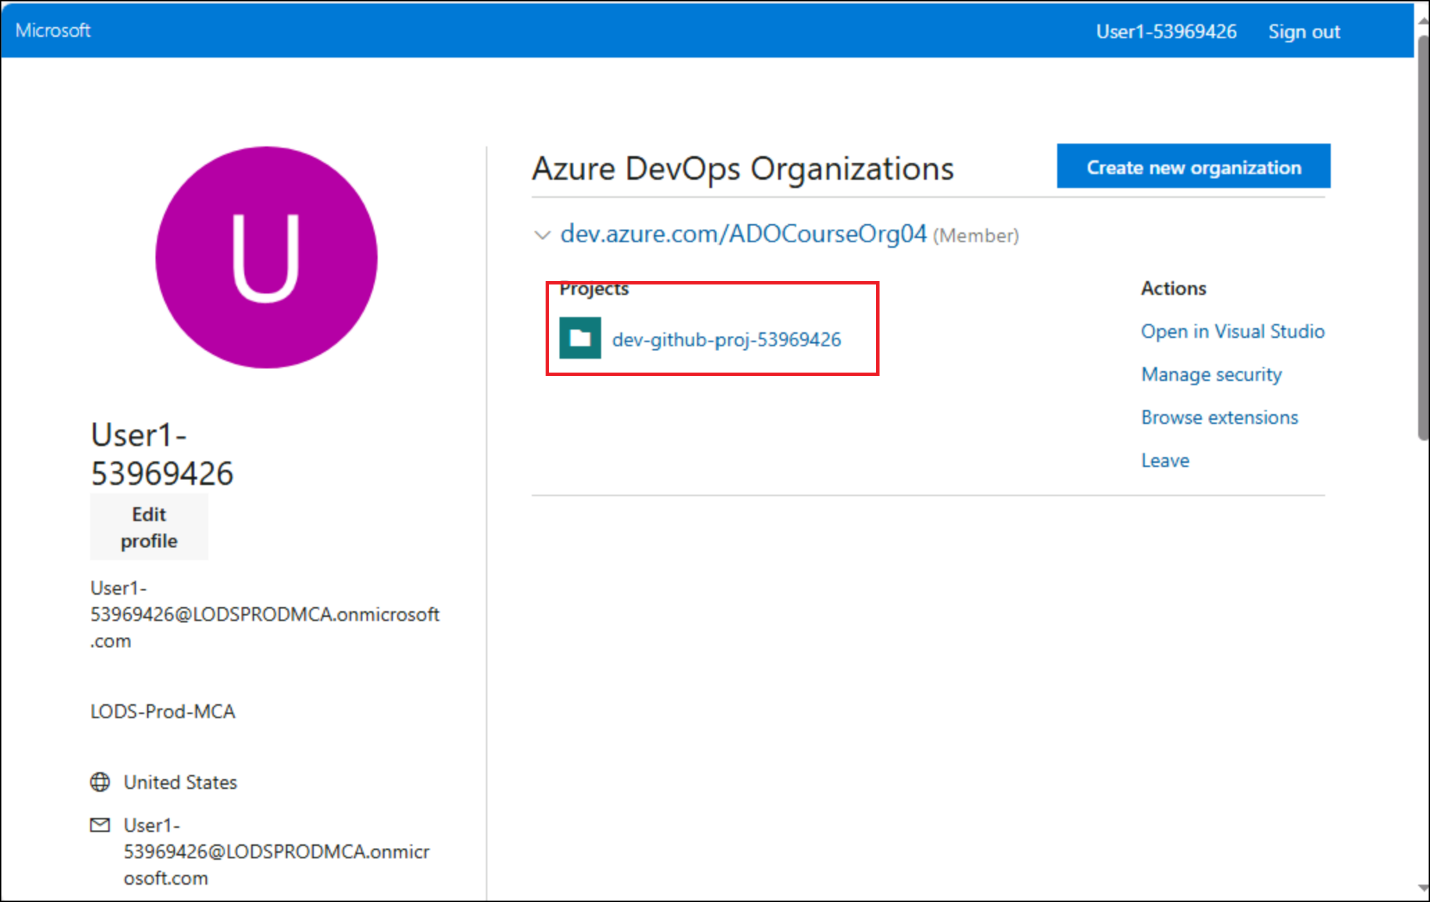 Microsoft
User1-53969426
Sign out
U
User1-
53969426
Edit
profile
User1-
53969426@LODSPRODMCA.onmicrosoft
.com
LODS-Prod-MCA
United States
User1-
53969426@LODSPRODMCA.onmicr
osoft.com
Azure DevOps Organizations
Create new organization
dev.azure.com/ADOCourseOrg04 (Member)
Projects
dev-github-proj-53969426
Actions
Open in Visual Studio
Manage security
Browse extensions
Leave